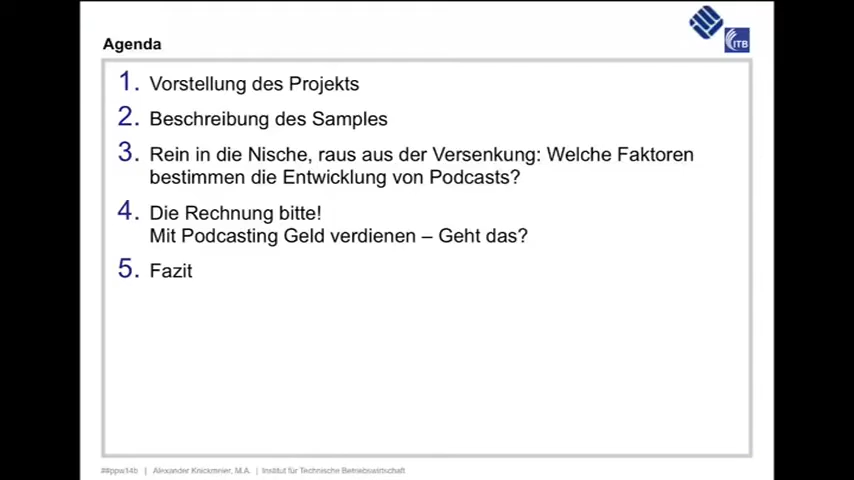 ITB
Agenda
1. Vorstellung des Projekts
2. Beschreibung des Samples
3. Rein in die Nische, raus aus der Versenkung: Welche Faktoren
bestimmen die Entwicklung von Podcasts?
4. Die Rechnung bitte!
Mit Podcasting Geld verdienen – Geht das?
5. Fazit
##ppw14b | Alexander Knickmeier, M.A. | Institut für Technische Betriebswirtschaft